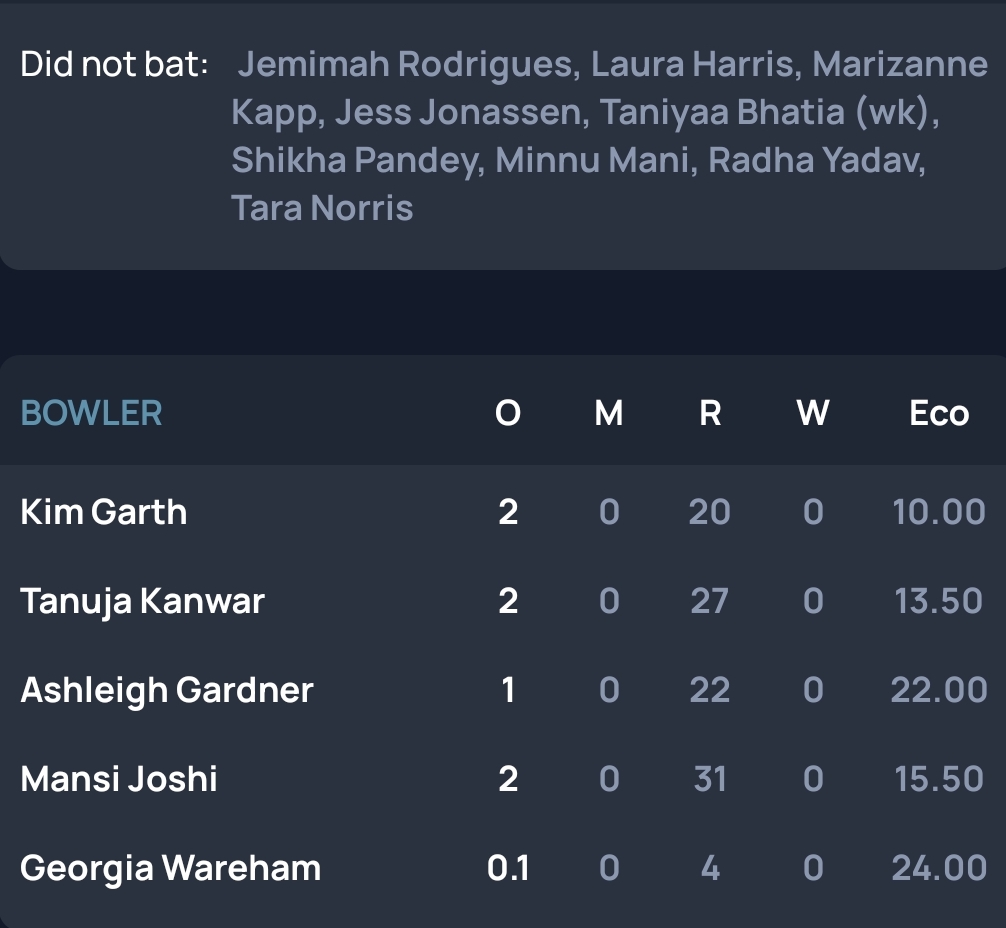 Did not bat: Jemimah Rodrigues, Laura Harris, Marizanne
Kapp, Jess Jonassen, Taniyaa Bhatia (wk),
Shikha Pandey, Minnu Mani, Radha Yadav,
Tara Norris
BOWLER O M R W Eco
Kim Garth 2 0 20 0 10.00
Tanuja Kanwar 2 0 27 0 13.50
Ashleigh Gardner 1 0 22 0 22.00
Mansi Joshi 2 0 31 0 15.50
Georgia Wareham 0.1 0 4 0 24.00